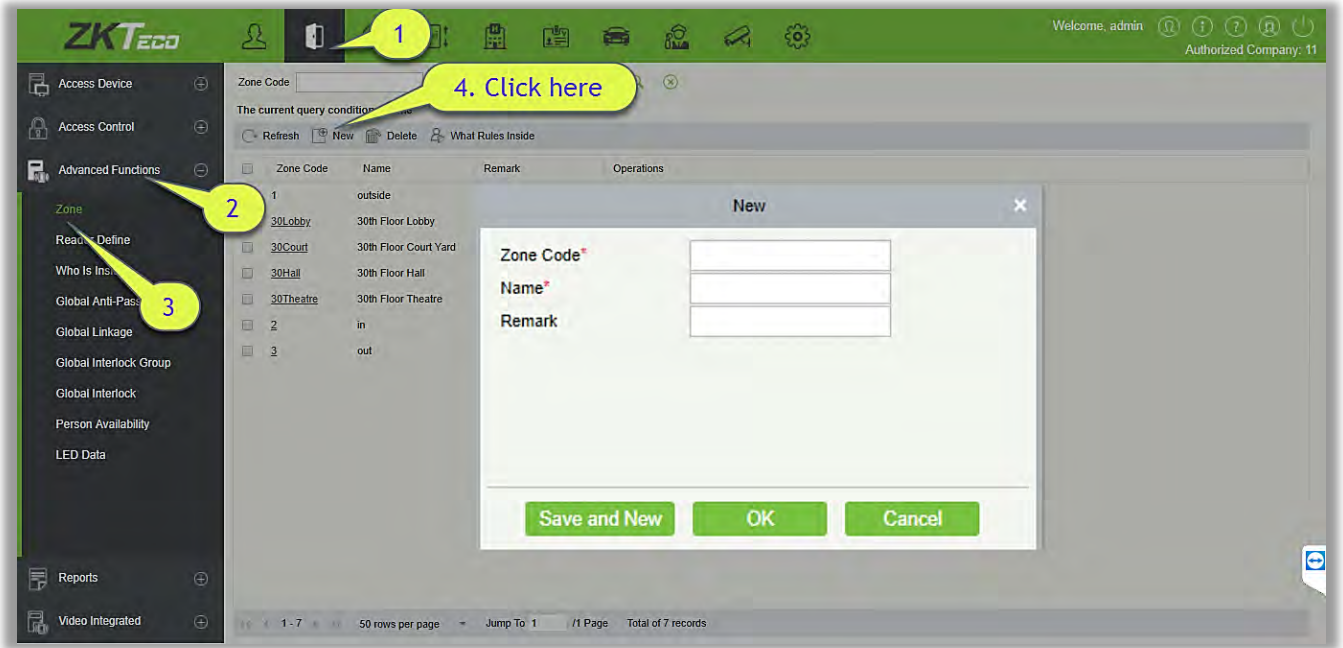 ZKTECO
1
Welcome, admin
Authorized Company: 11
Access Device
Zone Code
4. Click here
The current query condition
Access Control
Refresh New Delete What Rules Inside
Advanced Functions
Zone Code Name Remark Operations
2
1 outside
Zone
30Lobby 30th Floor Lobby
Reader Define
30Court 30th Floor Court Yard
Who Is Ins
30Hall 30th Floor Hall
Global Anti-Pass
3
30Theatre 30th Floor Theatre
Global Linkage
2 in
3 out
Global Interlock Group
Global Interlock
Person Availability
LED Data
New
Zone Code*
Name*
Remark
Save and New OK Cancel
Reports
Video Integrated
1 - 7 50 rows per page Jump To 1 /1 Page Total of 7 records